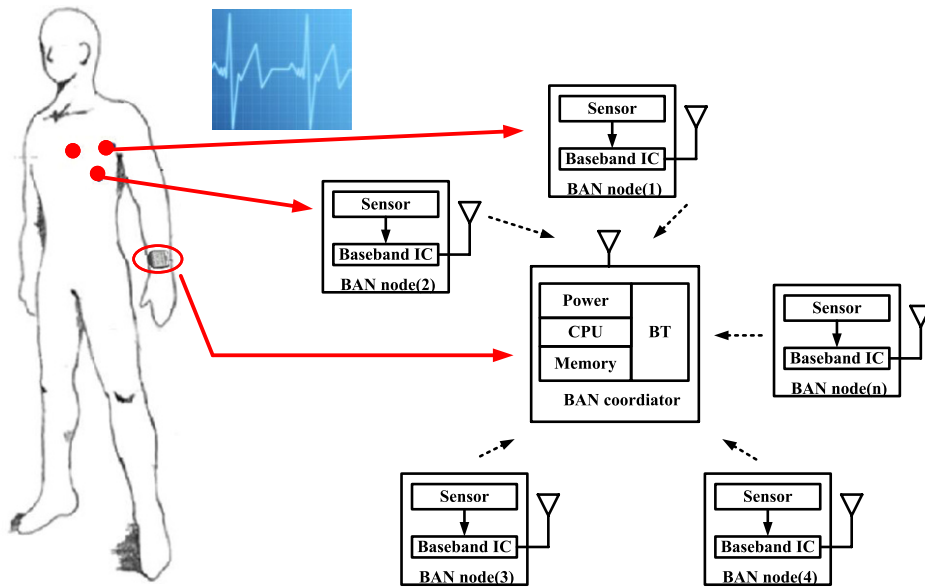 Sensor
Baseband IC
BAN node(1)
Sensor
Baseband IC
BAN node(2)
Power
CPU
Memory
BT
BAN coordiator
Sensor
Baseband IC
BAN node(n)
Sensor
Baseband IC
BAN node(3)
Sensor
Baseband IC
BAN node(4)